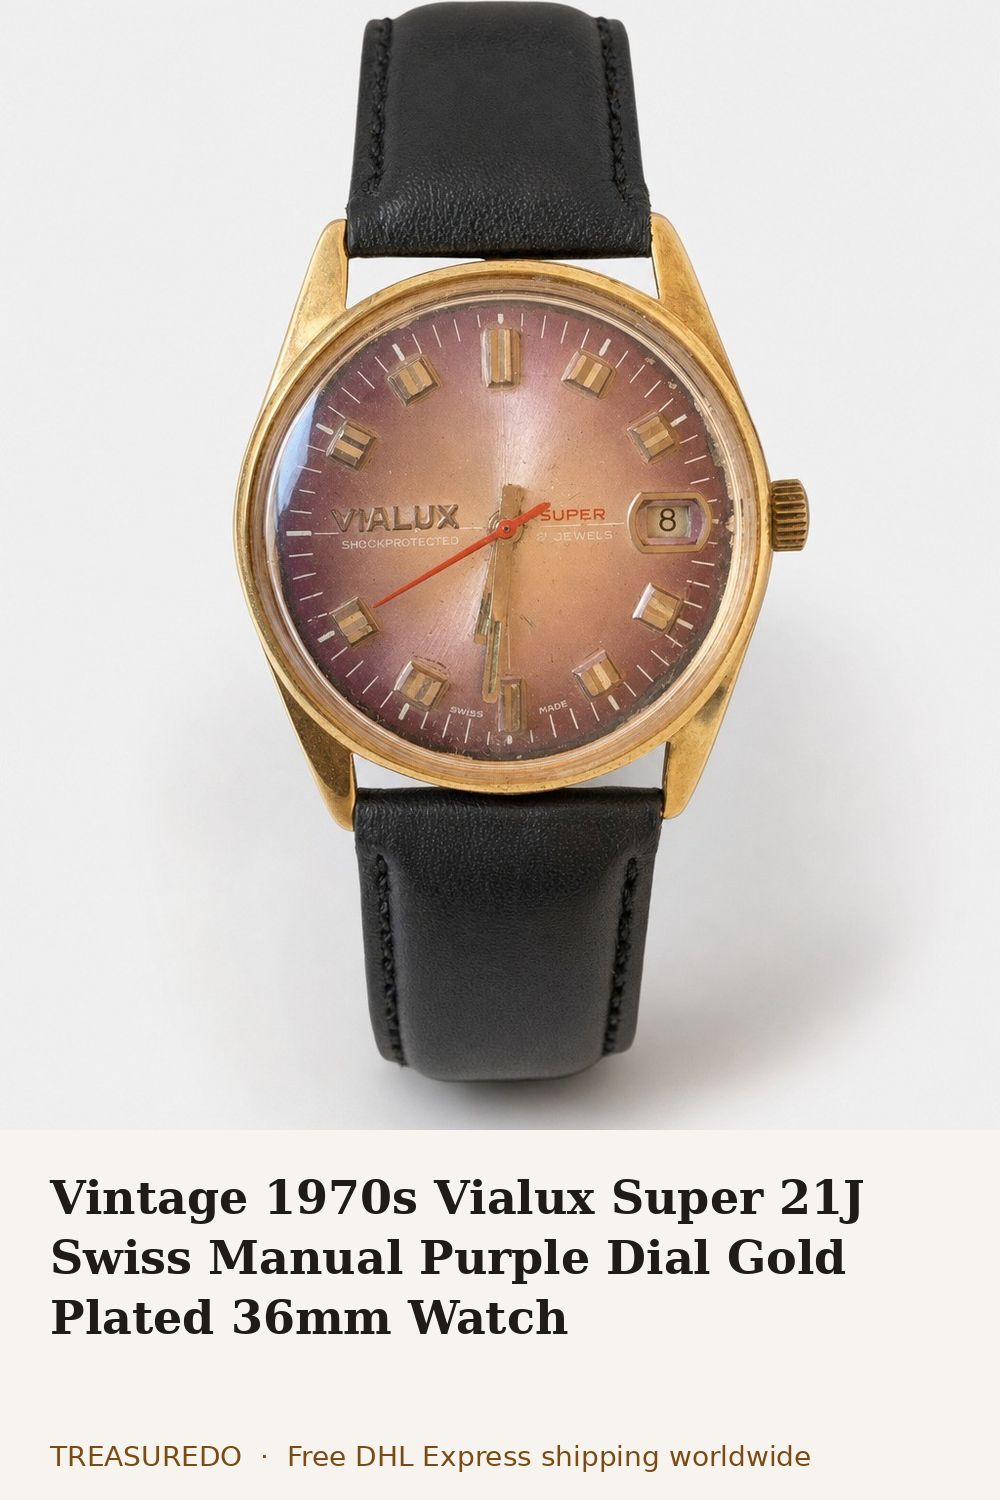 VIALUX
SHOCKPROTECTED
SUPER
21 JEWELS
8
SWISS MADE
Vintage 1970s Vialux Super 21J
Swiss Manual Purple Dial Gold
Plated 36mm Watch
TREASUREDO · Free DHL Express shipping worldwide